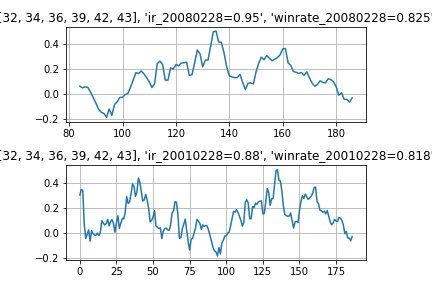 [32, 34, 36, 39, 42, 43], 'ir_20080228=0.95', 'winrate_20080228=0.825'
0.4
0.2
0.0
−0.2
80 100 120 140 160 180
[32, 34, 36, 39, 42, 43], 'ir_20010228=0.88', 'winrate_20010228=0.818'
0.4
0.2
0.0
−0.2
0 25 50 75 100 125 150 175